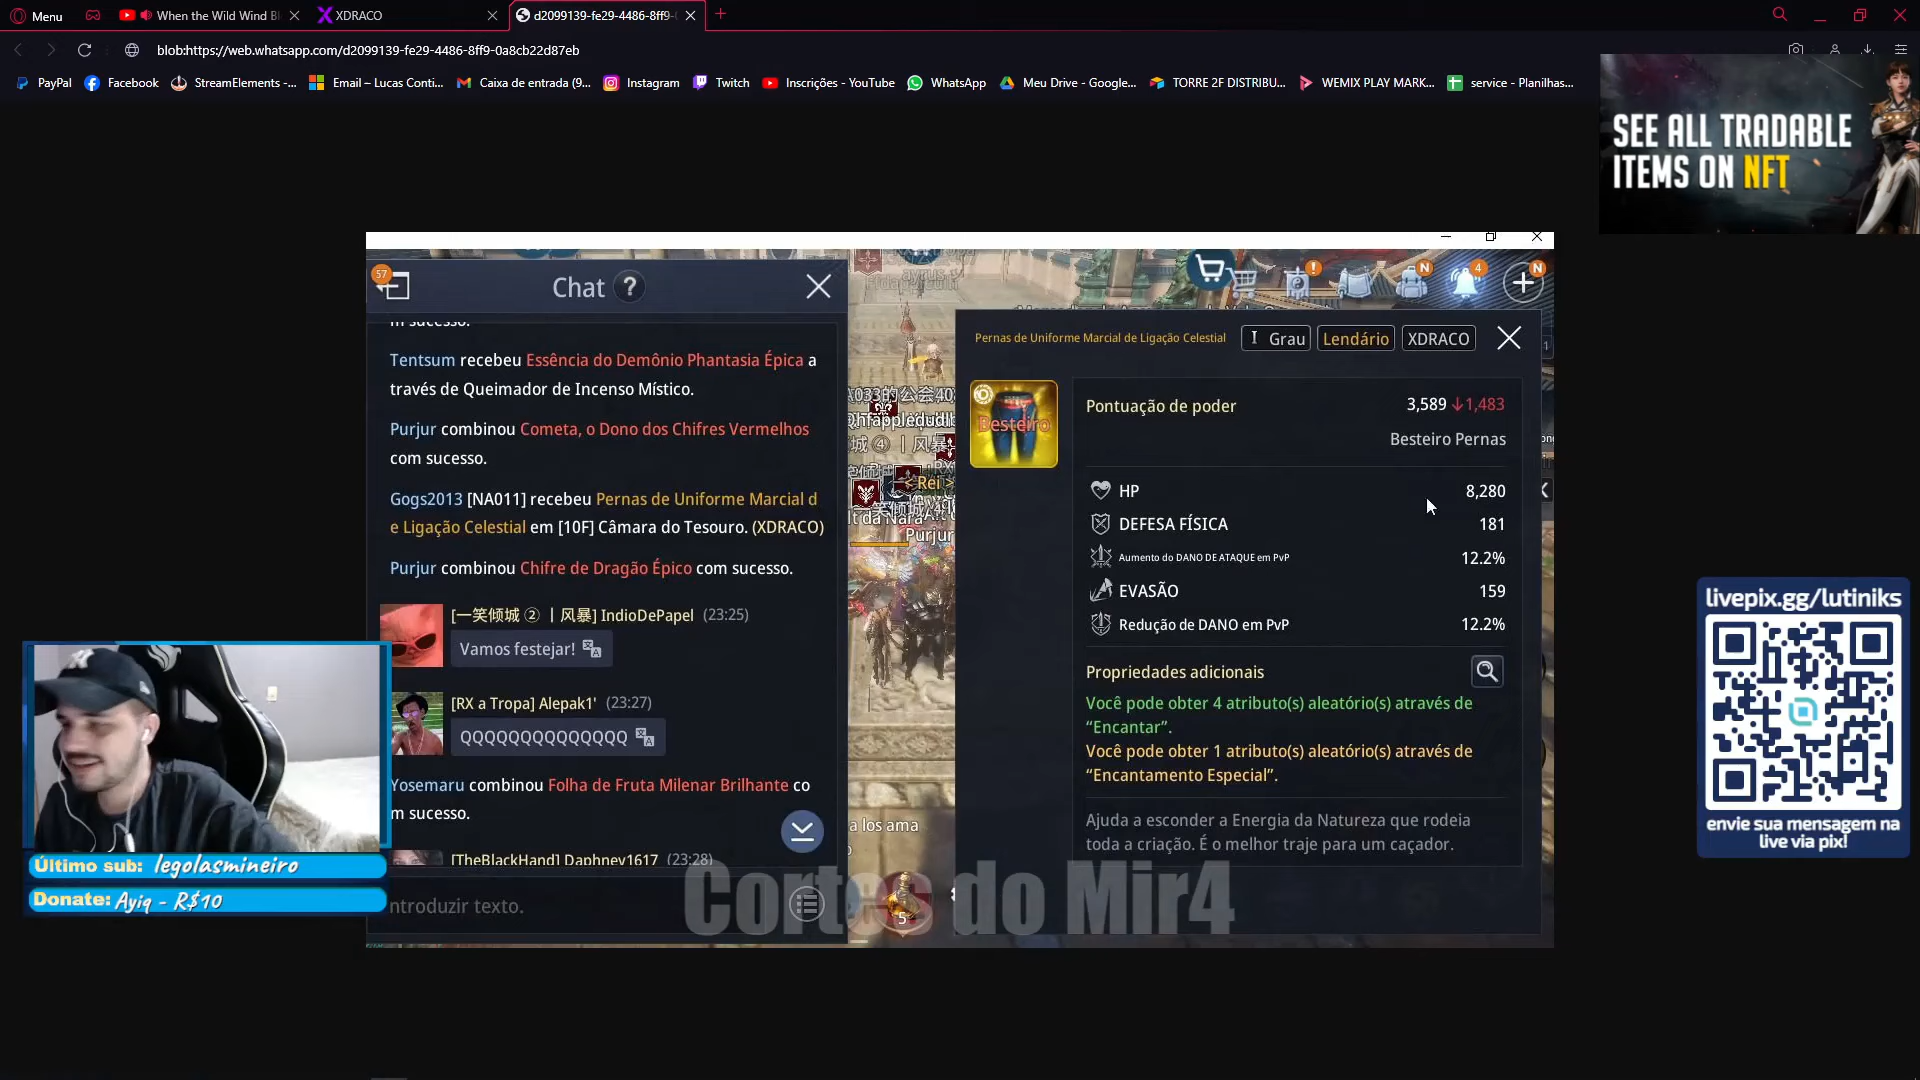 Menu
When the Wild Wind Bl
XDRACO
d2099139-fe29-4486-8ff9-
blob:https://web.whatsapp.com/d2099139-fe29-4486-8ff9-0a8cb22d87eb
PayPal
Facebook
StreamElements -...
Email – Lucas Conti...
Caixa de entrada (9...
Instagram
Twitch
Inscrições - YouTube
WhatsApp
Meu Drive - Google...
TORRE 2F DISTRIBU...
WEMIX PLAY MARK...
service - Planilhas...
SEE ALL TRADABLE
ITEMS ON NFT
57
Chat ?
m sucesso.
Tentsum recebeu Essência do Demônio Phantasia Épica a
través de Queimador de Incenso Místico.
Purjur combinou Cometa, o Dono dos Chifres Vermelhos
com sucesso.
Gogs2013 [NA011] recebeu Pernas de Uniforme Marcial d
e Ligação Celestial em [10F] Câmara do Tesouro. (XDRACO)
Purjur combinou Chifre de Dragão Épico com sucesso.
[一笑倾城 ② 丨风暴] IndioDePapel (23:25)
Vamos festejar!
[RX a Tropa] Alepak1' (23:27)
QQQQQQQQQQQQQQ
Yosemaru combinou Folha de Fruta Milenar Brilhante co
m sucesso.
[TheBlackHand] Daphney1617 (23:28)
ntroduzir texto.
< Rei >
Purjur
a los ama
5
N
4
N
Pernas de Uniforme Marcial de Ligação Celestial
I Grau
Lendário
XDRACO
Besteiro
Pontuação de poder
3,589 ↓1,483
Besteiro Pernas
HP 8,280
DEFESA FÍSICA 181
Aumento do DANO DE ATAQUE em PvP 12.2%
EVASÃO 159
Redução de DANO em PvP 12.2%
Propriedades adicionais
Você pode obter 4 atributo(s) aleatório(s) através de
“Encantar”.
Você pode obter 1 atributo(s) aleatório(s) através de
“Encantamento Especial”.
Ajuda a esconder a Energia da Natureza que rodeia
toda a criação. É o melhor traje para um caçador.
Cortes do Mir4
Último sub: legolasmineiro
Donate: Ayiq - R$10
livepix.gg/lutiniks
envie sua mensagem na
live via pix!